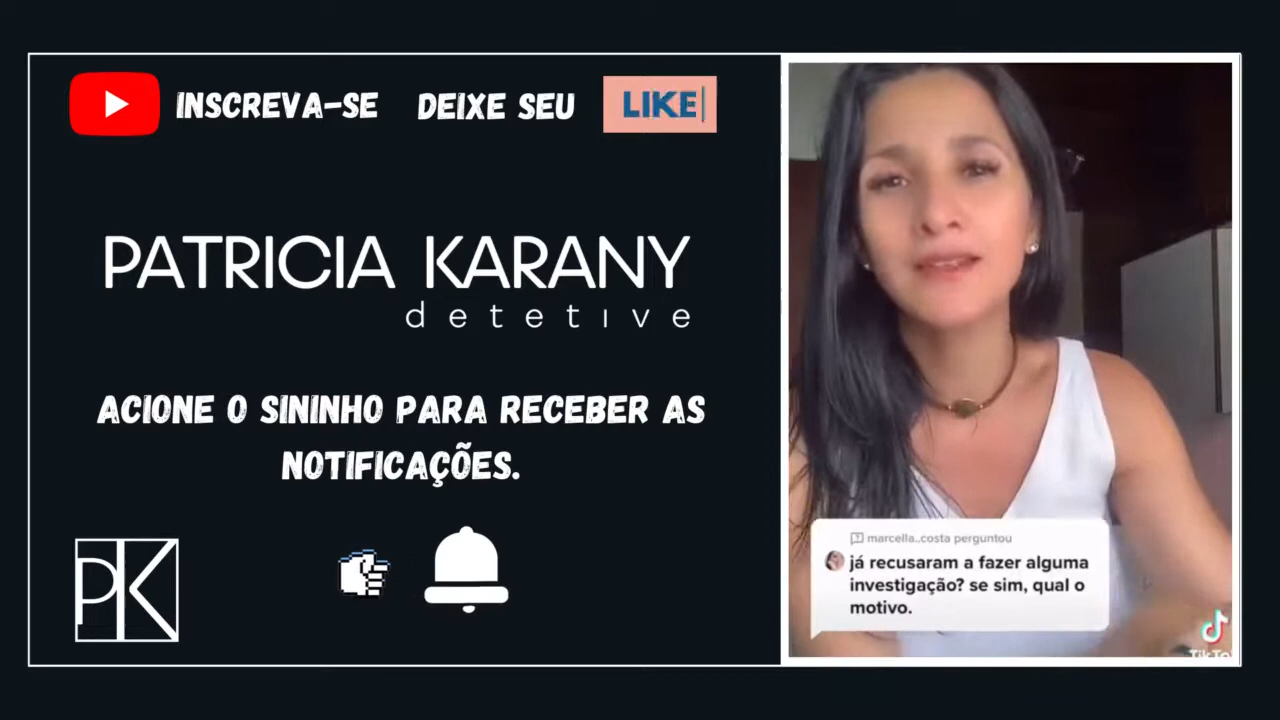 INSCREVA-SE DEIXE SEU LIKE
PATRICIA KARANY
detetive
ACIONE O SININHO PARA RECEBER AS
NOTIFICAÇÕES.
PK
marcella..costa perguntou
já recusaram a fazer alguma
investigação? se sim, qual o
motivo.
TikTo